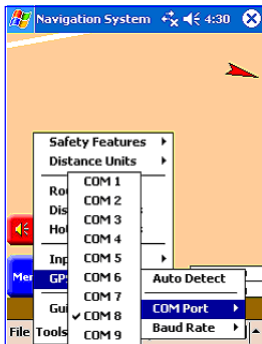 Navigation System 4:30
Safety Features
Distance Units
COM 1
COM 2
COM 3
COM 4
COM 5
COM 6
COM 7
COM 8
COM 9
Auto Detect
COM Port
Baud Rate
File Tools